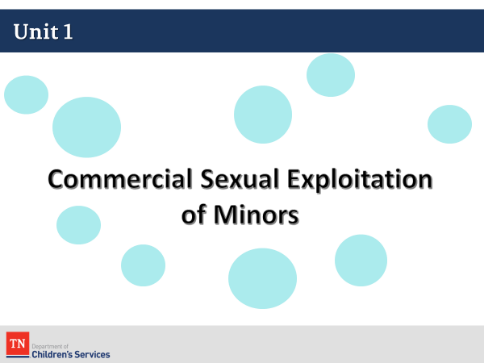 Unit 1
Commercial Sexual Exploitation
of Minors
TN
Department of
Children's Services